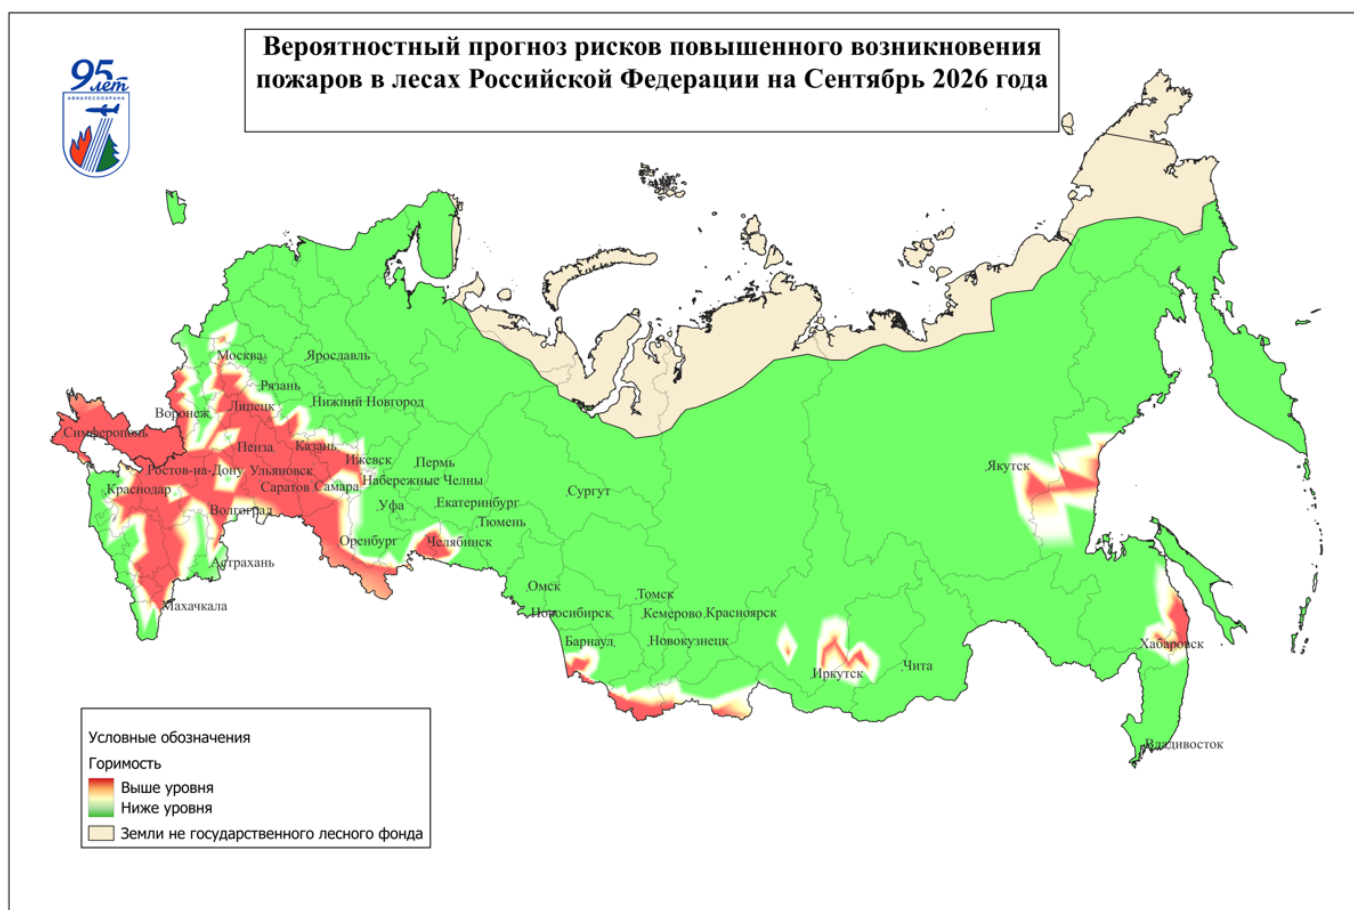 Вероятностный прогноз рисков повышенного возникновения
пожаров в лесах Российской Федерации на Сентябрь 2026 года
95
лет
АВИАЛЕСООХРАНА
Москва
Ярославль
Рязань
Нижний Новгород
Липецк
Воронеж
Симферополь
Пенза
Казань
Ижевск
Пермь
Ростов-на-Дону
Ульяновск
Набережные Челны
Саратов
Самара
Краснодар
Уфа
Екатеринбург
Сургут
Якутск
Волгоград
Тюмень
Оренбург
Челябинск
Астрахань
Махачкала
Омск
Томск
Новосибирск
Кемерово
Красноярск
Барнаул
Новокузнецк
Иркутск
Чита
Хабаровск
Владивосток
Условные обозначения
Горимость
Выше уровня
Ниже уровня
Земли не государственного лесного фонда